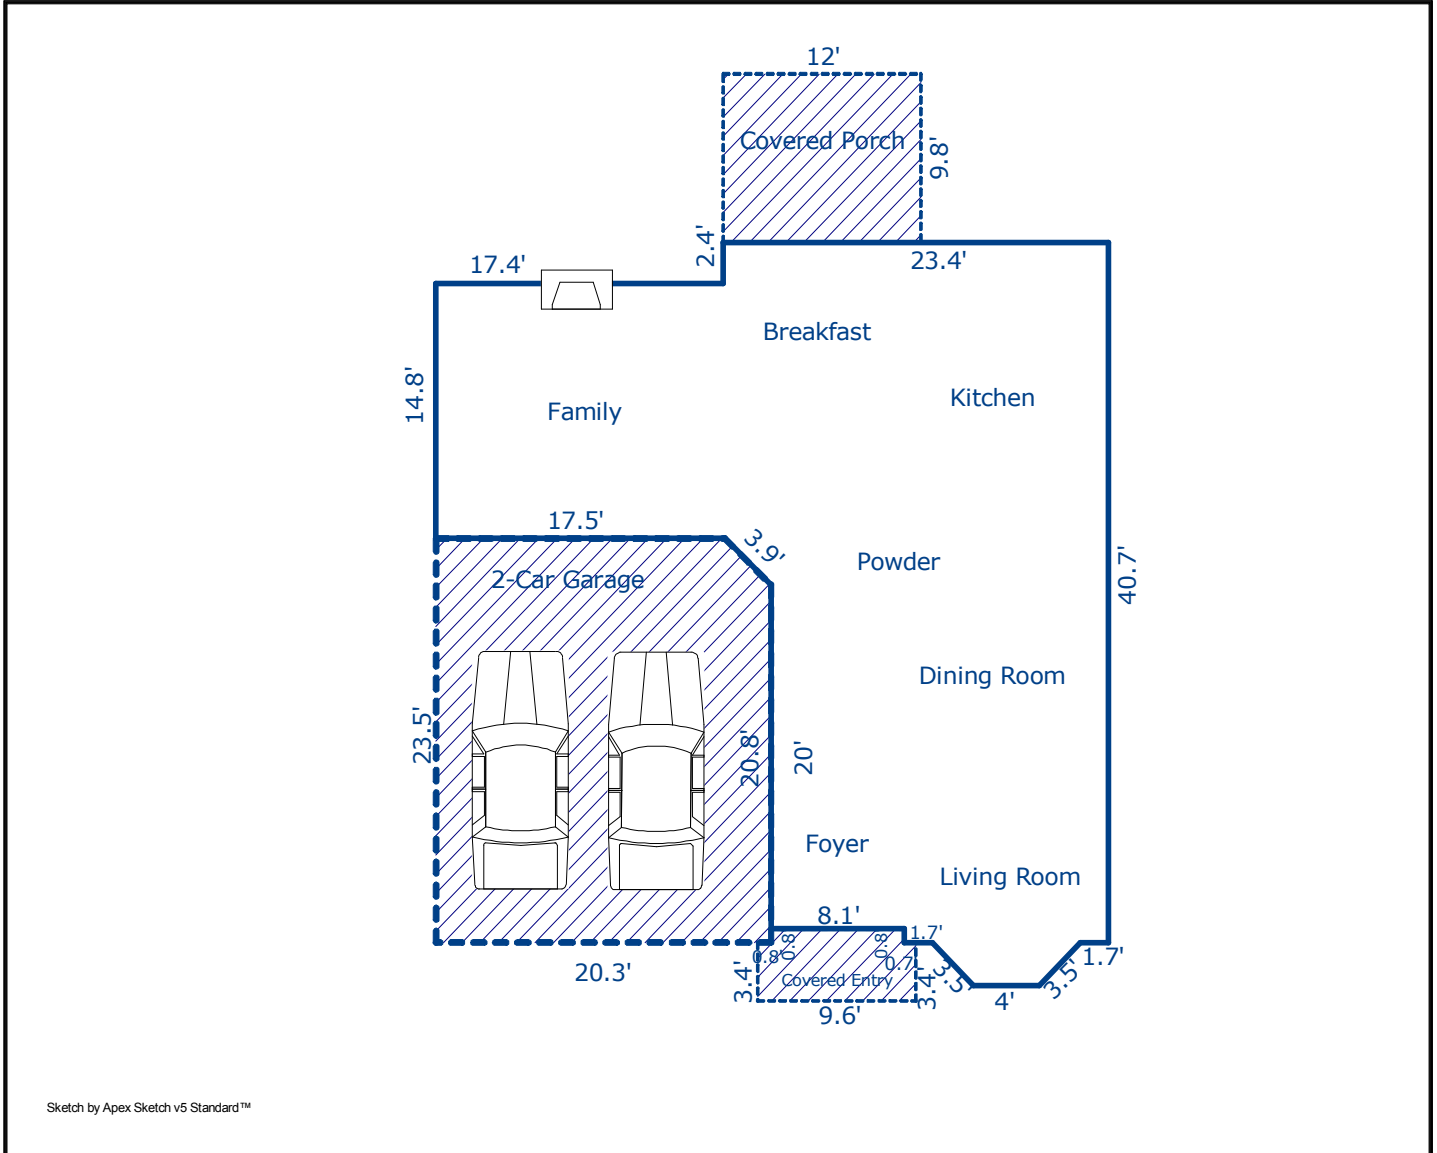 12'
Covered Porch
9.8'
2.4'
17.4'
23.4'
Breakfast
14.8'
Family
Kitchen
17.5'
3.9'
2-Car Garage
Powder
40.7'
Dining Room
23.5'
20.8'
20'
Foyer
Living Room
8.1'
0.8
0.8
1.7'
0.8'
0.7'
1.7'
20.3'
3.4'
Covered Entry
3.4'
3.5'
4'
3.5'
9.6'
Sketch by Apex Sketch v5 Standard™